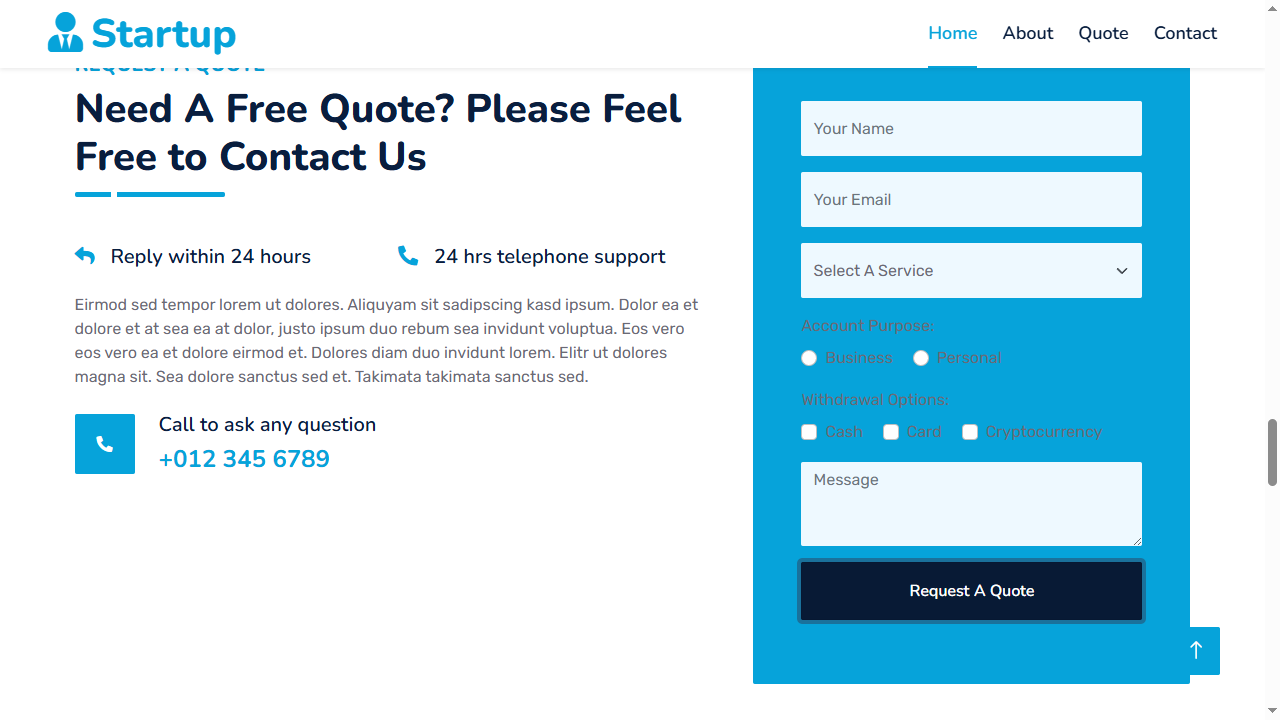 Startup
Home About Quote Contact
REQUEST A QUOTE
Need A Free Quote? Please Feel
Free to Contact Us
Reply within 24 hours
24 hrs telephone support
Eirmod sed tempor lorem ut dolores. Aliquyam sit sadipscing kasd ipsum. Dolor ea et
dolore et at sea ea at dolor, justo ipsum duo rebum sea invidunt voluptua. Eos vero
eos vero ea et dolore eirmod et. Dolores diam duo invidunt lorem. Elitr ut dolores
magna sit. Sea dolore sanctus sed et. Takimata takimata sanctus sed.
Call to ask any question
+012 345 6789
Your Name
Your Email
Select A Service
Account Purpose:
Business Personal
Withdrawal Options:
Cash Card Cryptocurrency
Message
Request A Quote